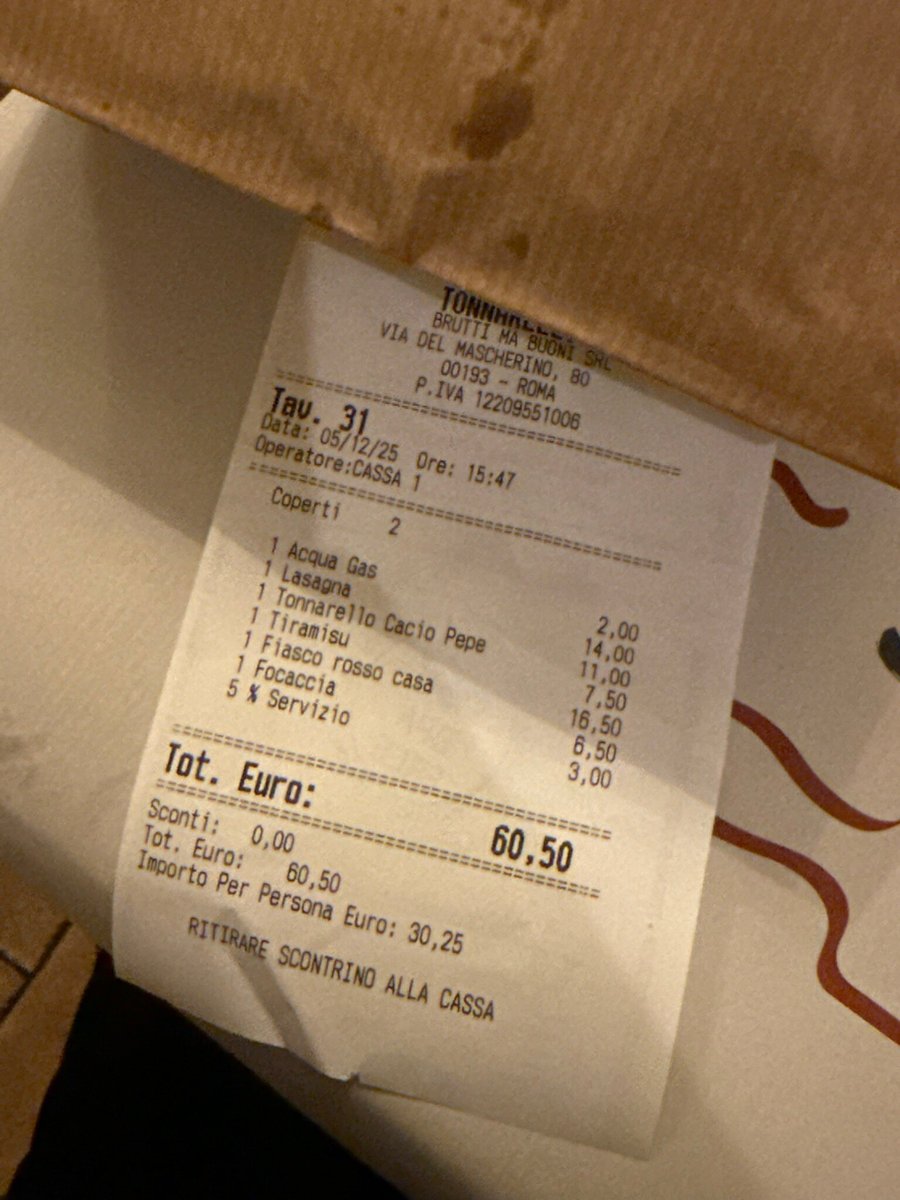 BRUTTI MA BUONI SRL
VIA DEL MASCHERINO, 80
00193 - ROMA
P.IVA 12209551006
========================================
Tav. 31
Data: 05/12/25 Ore: 15:47
Operatore:CASSA 1
========================================
Coperti 2
1 Acqua Gas 2,00
1 Lasagna 14,00
1 Tonnarello Cacio Pepe 11,00
1 Tiramisu 7,50
1 Fiasco rosso casa 16,50
1 Focaccia 6,50
5 % Servizio 3,00
========================================
Tot. Euro: 60,50
========================================
Sconti: 0,00
Tot. Euro: 60,50
Importo Per Persona Euro: 30,25
RITIRARE SCONTRINO ALLA CASSA